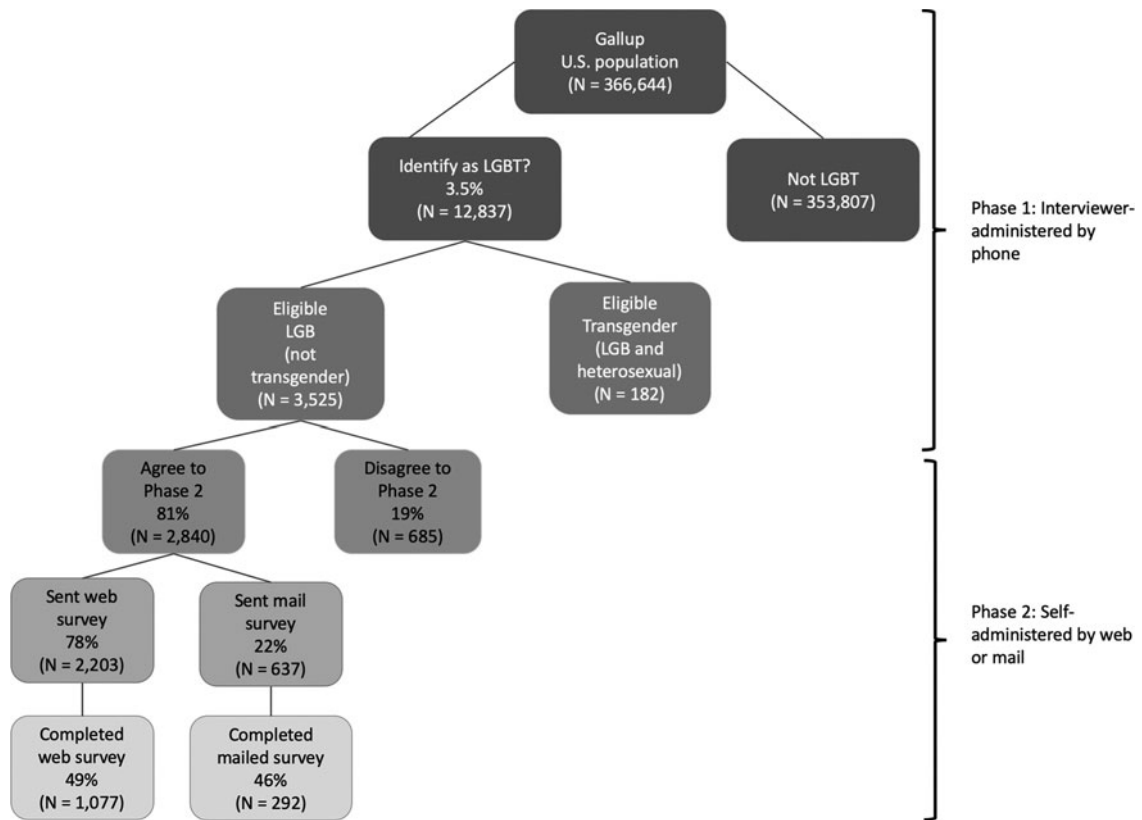 Gallup
U.S. population
(N = 366,644)
Identify as LGBT?
3.5%
(N = 12,837)
Not LGBT
(N = 353,807)
Phase 1: Interviewer-
administered by
phone
Eligible
LGB
(not
transgender)
(N = 3,525)
Eligible
Transgender
(LGB and
heterosexual)
(N = 182)
Agree to
Phase 2
81%
(N = 2,840)
Disagree to
Phase 2
19%
(N = 685)
Sent web
survey
78%
(N = 2,203)
Sent mail
survey
22%
(N = 637)
Phase 2: Self-
administered by web
or mail
Completed
web survey
49%
(N = 1,077)
Completed
mailed survey
46%
(N = 292)